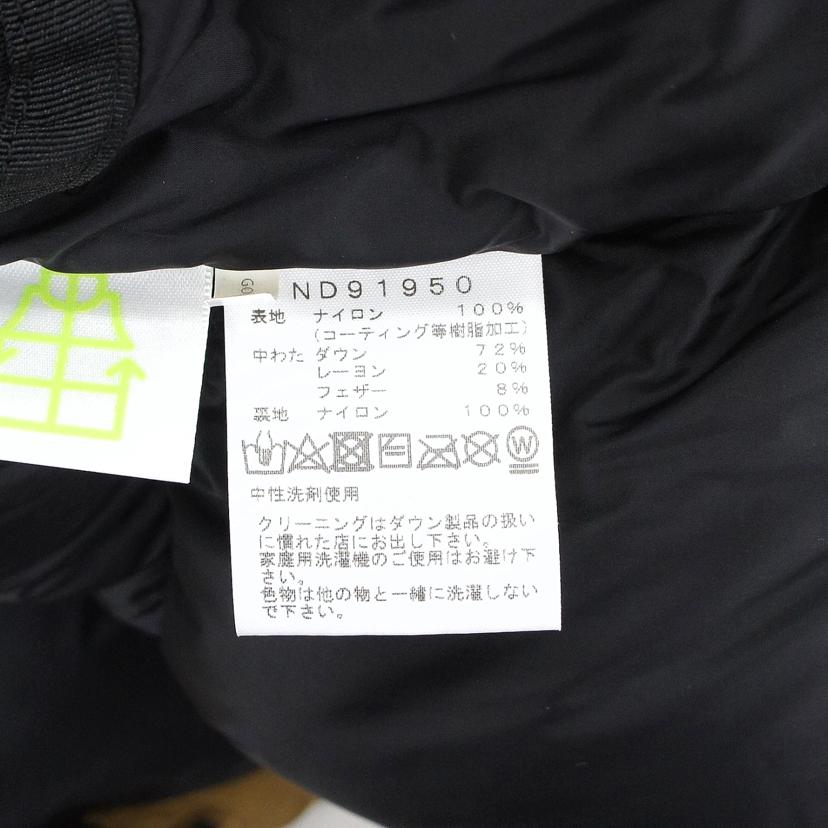 GO
ND91950
表地 ナイロン 100%
(コーティング等樹脂加工)
中わた ダウン 72%
レーヨン 20%
フェザー 8%
裏地 ナイロン 100%
W
中性洗剤使用
クリーニングはダウン製品の扱い
に慣れた店にお出し下さい。
家庭用洗濯機のご使用はお避け下
さい。
色物は他の物と一緒に洗濯しない
で下さい。